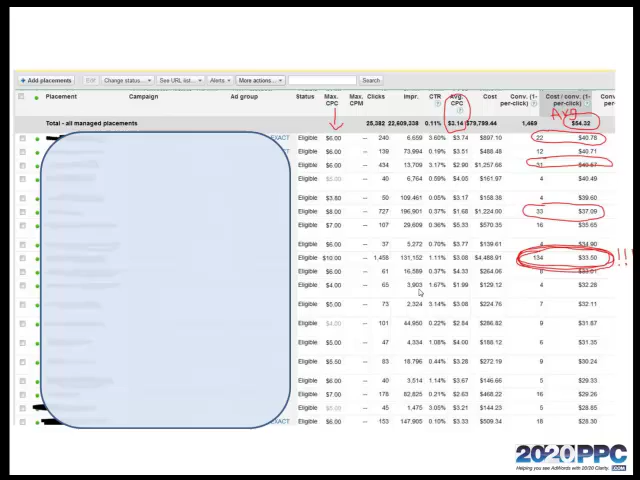 Add placements Edit Change status... See URL list... Alerts More actions... Search
Placement Campaign Ad group Status Max. CPC Max. CPM Clicks Impr. CTR Avg. CPC Cost Conv. (1-per-click) Cost / conv. (1-per-click) Conv. per-click
AVG
Total - all managed placements 25,382 22,609,338 0.11% $3.14 $79,799.44 1,469 $54.32
EXACT Eligible $6.00 -- 240 6,659 3.60% $3.74 $897.10 22 $40.78
Eligible $6.00 -- 139 73,994 0.19% $3.51 $488.48 12 $40.71
Eligible $6.00 -- 434 13,709 3.17% $2.90 $1,257.66 31 $40.57
Eligible $5.00 -- 40 6,764 0.59% $4.05 $161.97 4 $40.49
Eligible $3.80 -- 50 109,461 0.05% $3.17 $158.38 4 $39.60
Eligible $8.00 -- 727 196,901 0.37% $1.68 $1,224.00 33 $37.09
Eligible $7.00 -- 107 29,609 0.36% $5.33 $570.35 16 $35.65
Eligible $6.00 -- 37 5,272 0.70% $3.77 $139.61 4 $34.90
Eligible $10.00 -- 1,458 131,152 1.11% $3.08 $4,488.91 134 $33.50 !!!
Eligible $6.00 -- 61 16,589 0.37% $4.33 $264.06 8 $33.01
Eligible $4.00 -- 65 3,903 1.67% $1.99 $129.12 4 $32.28
Eligible $5.00 -- 73 2,324 3.14% $3.08 $224.76 7 $32.11
Eligible $4.00 -- 101 44,950 0.22% $2.84 $286.82 9 $31.87
Eligible $5.00 -- 47 4,334 1.08% $4.00 $188.12 6 $31.35
Eligible $5.50 -- 83 18,796 0.44% $3.28 $272.19 9 $30.24
Eligible $6.00 -- 40 3,514 1.14% $3.67 $146.66 5 $29.33
Eligible $7.00 -- 178 82,825 0.21% $2.63 $468.22 16 $29.26
Eligible $5.00 -- 45 1,475 3.05% $3.21 $144.23 5 $28.85
EXACT Eligible $6.00 -- 153 147,905 0.10% $3.33 $509.34 18 $28.30
2020PPC
.COM
Helping you see AdWords with 20/20 Clarity.